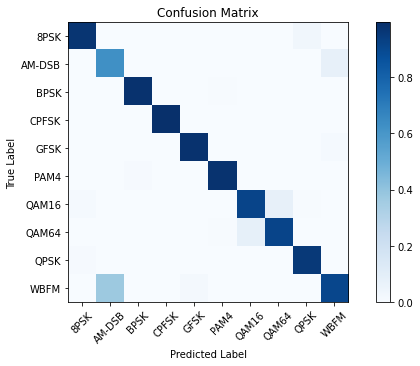 Confusion Matrix
True Label
8PSK
AM-DSB
BPSK
CPFSK
GFSK
PAM4
QAM16
QAM64
QPSK
WBFM
8PSK
AM-DSB
BPSK
CPFSK
GFSK
PAM4
QAM16
QAM64
QPSK
WBFM
Predicted Label
0.8
0.6
0.4
0.2
0.0